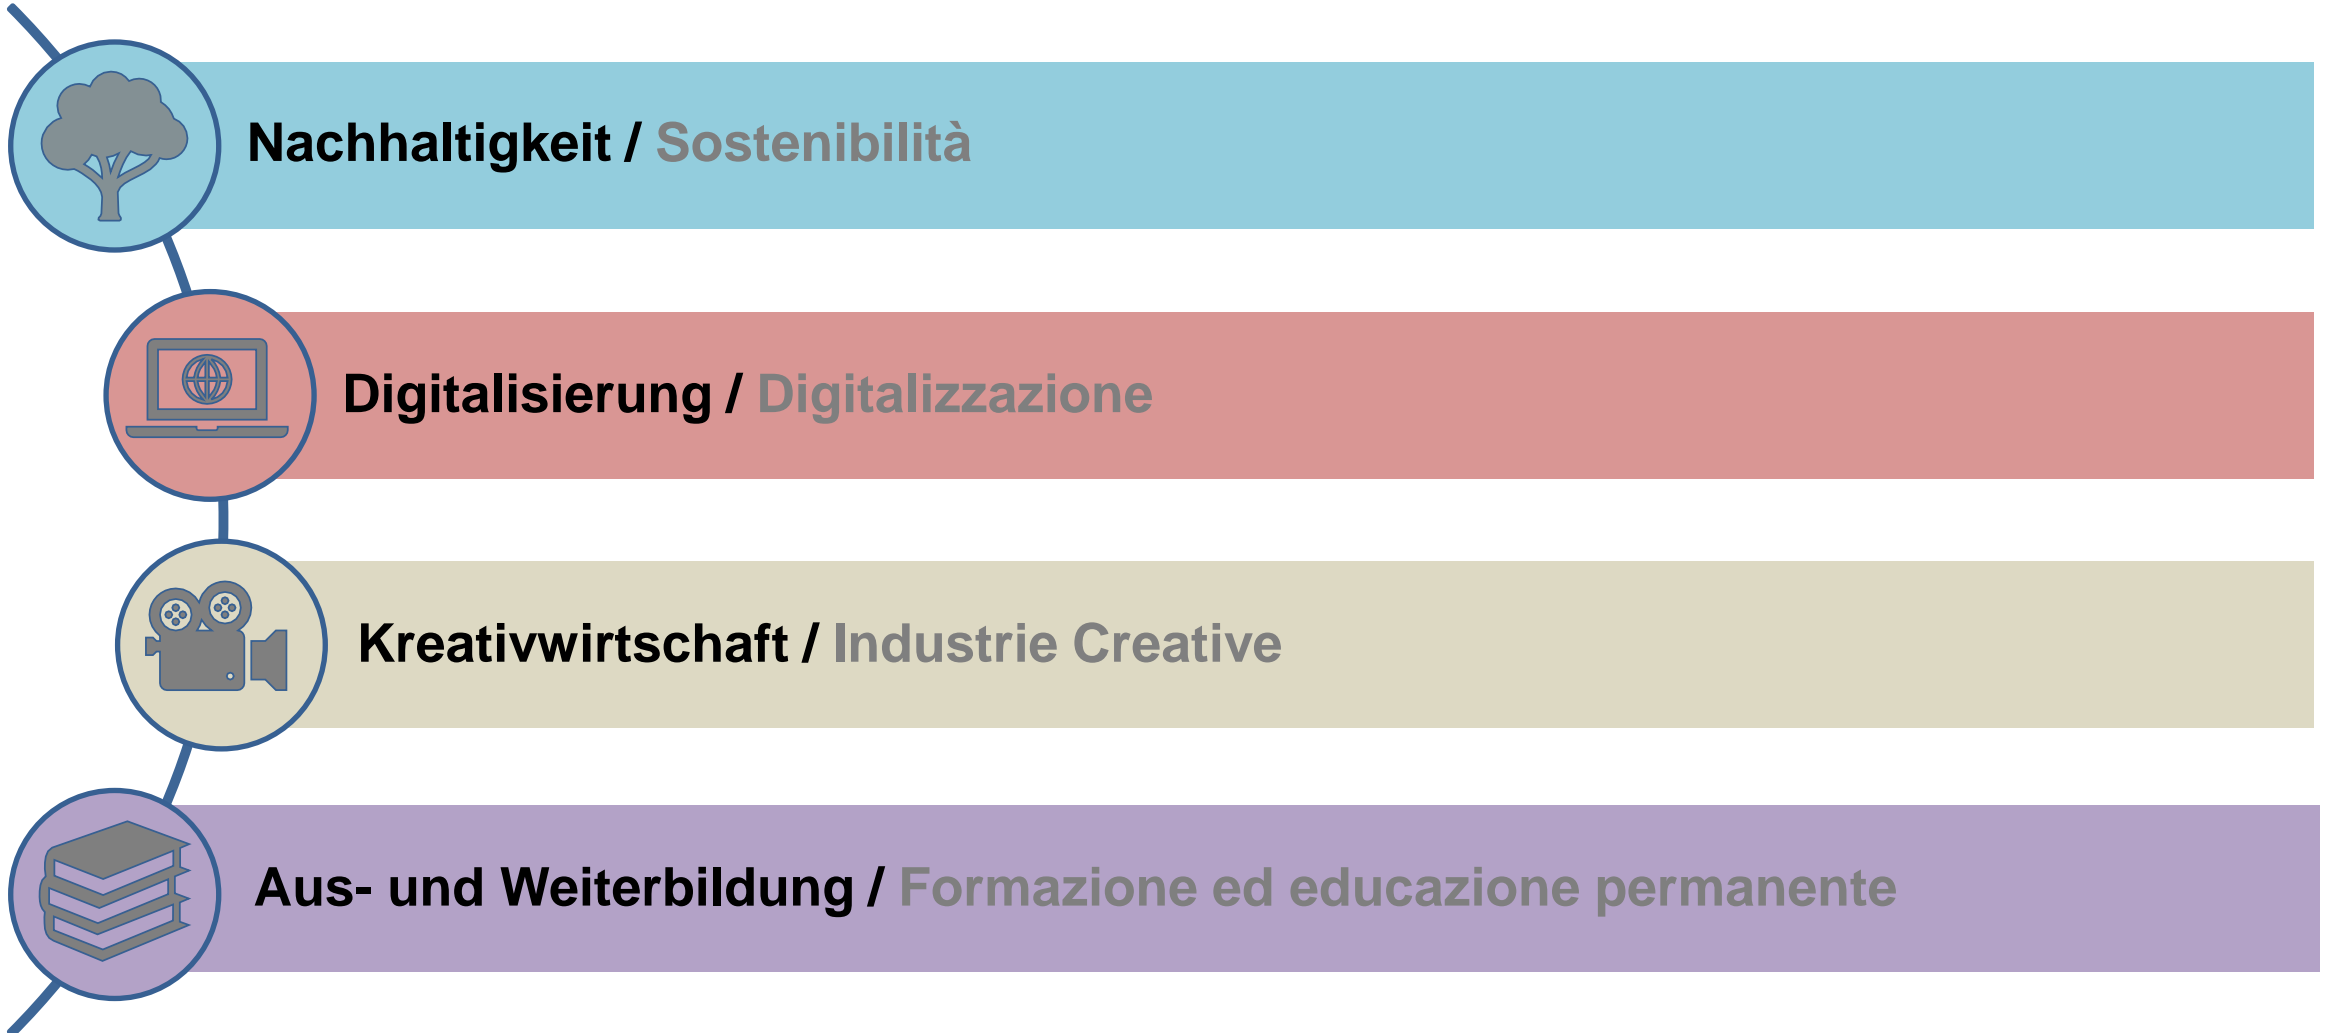 Nachhaltigkeit / Sostenibilità
Digitalisierung / Digitalizzazione
Kreativwirtschaft / Industrie Creative
Aus- und Weiterbildung / Formazione ed educazione permanente